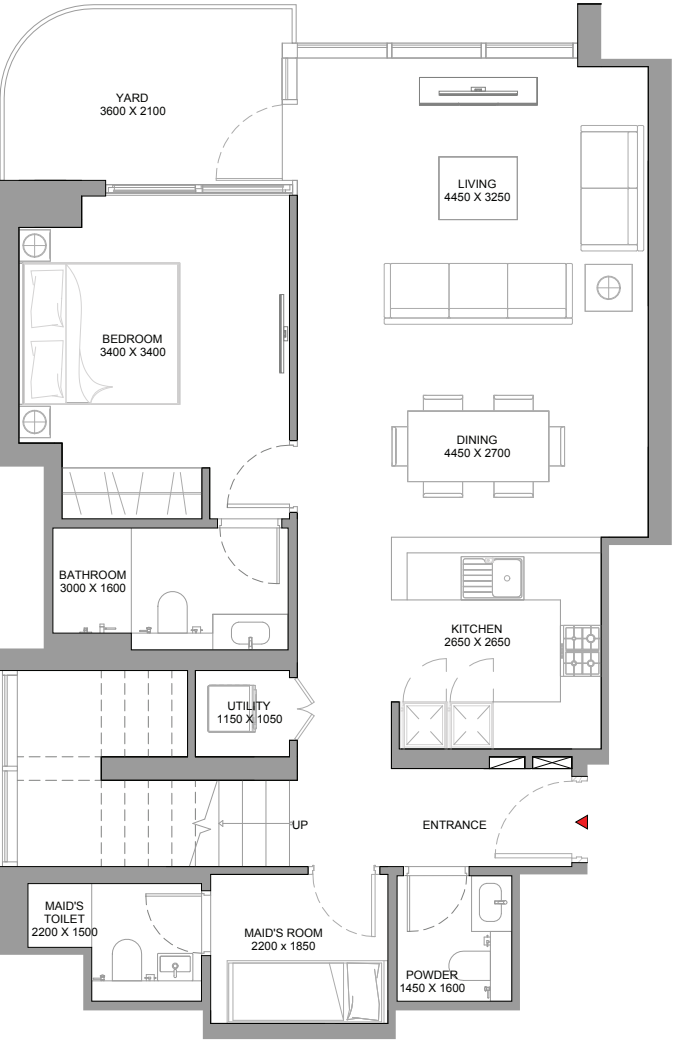 YARD
3600 X 2100
LIVING
4450 X 3250
BEDROOM
3400 X 3400
DINING
4450 X 2700
BATHROOM
3000 X 1600
KITCHEN
2650 X 2650
UTILITY
1150 X 1050
UP
ENTRANCE
MAID'S
TOILET
2200 X 1500
MAID'S ROOM
2200 x 1850
POWDER
1450 X 1600